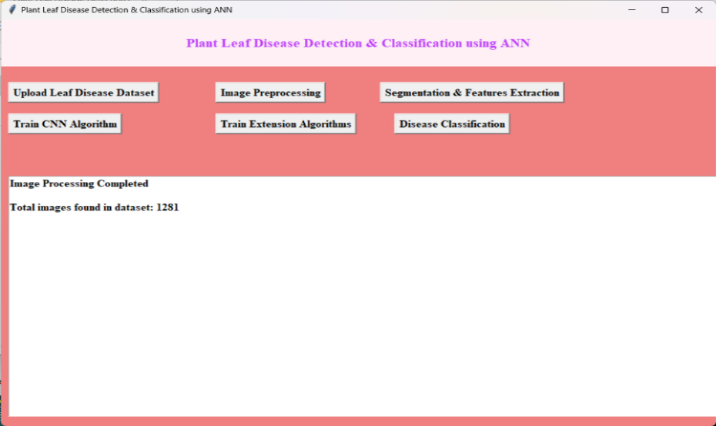 Plant Leaf Disease Detection & Classification using ANN
Plant Leaf Disease Detection & Classification using ANN
Upload Leaf Disease Dataset
Image Preprocessing
Segmentation & Features Extraction
Train CNN Algorithm
Train Extension Algorithms
Disease Classification
Image Processing Completed
Total images found in dataset: 1281